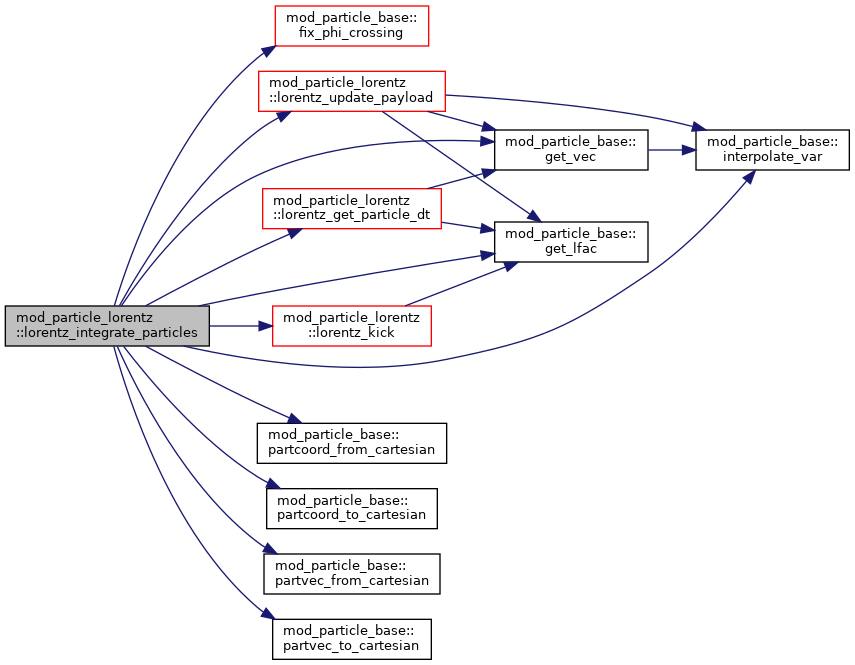 mod_particle_base::
fix_phi_crossing
mod_particle_lorentz
::lorentz_update_payload
mod_particle_base::
get_vec
mod_particle_base::
interpolate_var
mod_particle_lorentz
::lorentz_get_particle_dt
mod_particle_base::
get_lfac
mod_particle_lorentz
::lorentz_integrate_particles
mod_particle_lorentz
::lorentz_kick
mod_particle_base::
partcoord_from_cartesian
mod_particle_base::
partcoord_to_cartesian
mod_particle_base::
partvec_from_cartesian
mod_particle_base::
partvec_to_cartesian